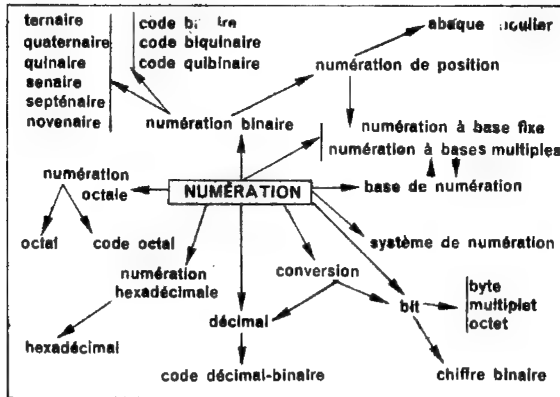 ternaire
quaternaire
quinaire
senaire
septénaire
novenaire
code
code biquinaire
code quibinaire
abaque
numération de position
numération binaire
numération à base fixe
numération à bases multiples
numération
octale
NUMÉRATION
base de numération
octal
code octal
système de numération
numération
hexadécimale
conversion
bit
byte
multiplet
octet
décimal
hexadécimal
code décimal-binaire
chiffre binaire